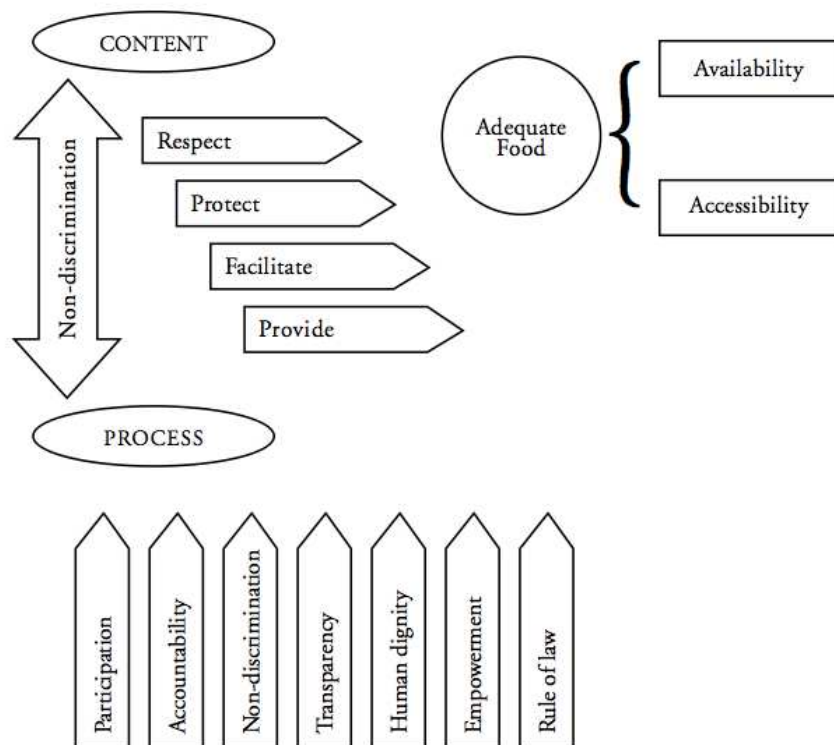 CONTENT
Availability
Respect
Adequate
Food
Protect
Accessibility
Non-discrimination
Facilitate
Provide
PROCESS
Participation
Accountability
Non-discrimination
Transparency
Human dignity
Empowerment
Rule of law